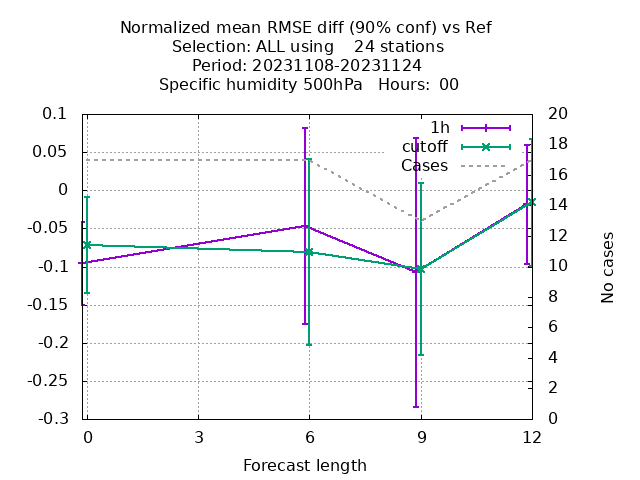 Normalized mean RMSE diff (90% conf) vs Ref
Selection: ALL using    24 stations
Period: 20231108-20231124
Specific humidity 500hPa   Hours:  00
0.1
0.05
0
-0.05
-0.1
-0.15
-0.2
-0.25
-0.3
1h
cutoff
Cases
20
18
16
14
12
10
8
6
4
2
0
No cases
0 3 6 9 12
Forecast length